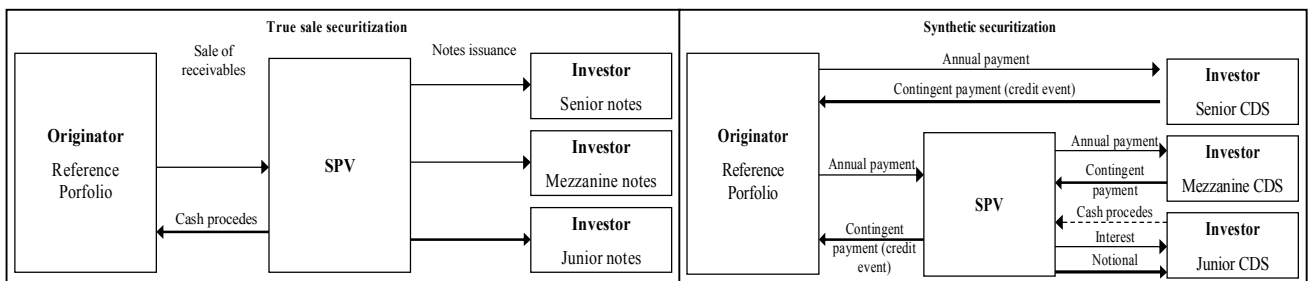 True sale securitization
Sale of
receivables
Notes issuance
Originator
Reference
Porfolio
Cash procedes
SPV
Investor
Senior notes
Investor
Mezzanine notes
Investor
Junior notes
Synthetic securitization
Annual payment
Contingent payment (credit event)
Investor
Senior CDS
Originator
Reference
Porfolio
Annual payment
Contingent
payment (credit
event)
SPV
Annual payment
Contingent
payment
Investor
Mezzanine CDS
Cash procedes
Interest
Notional
Investor
Junior CDS